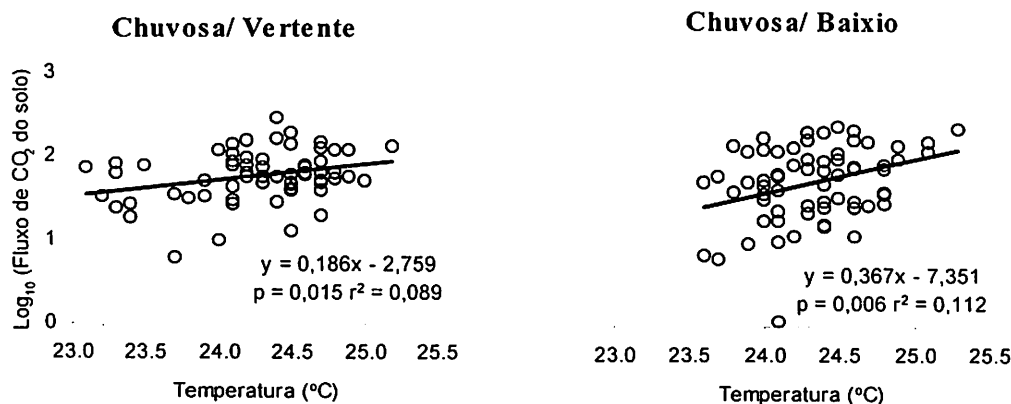 Chuvosa/ Vertente
Log₁₀ (Fluxo de CO₂ do solo)
3
2
1
0
y = 0,186x - 2,759
p = 0,015 r² = 0,089
23.0 23.5 24.0 24.5 25.0 25.5
Temperatura (ºC)
Chuvosa/ Baixio
y = 0,367x - 7,351
p = 0,006 r² = 0,112
23.0 23.5 24.0 24.5 25.0 25.5
Temperatura (ºC)